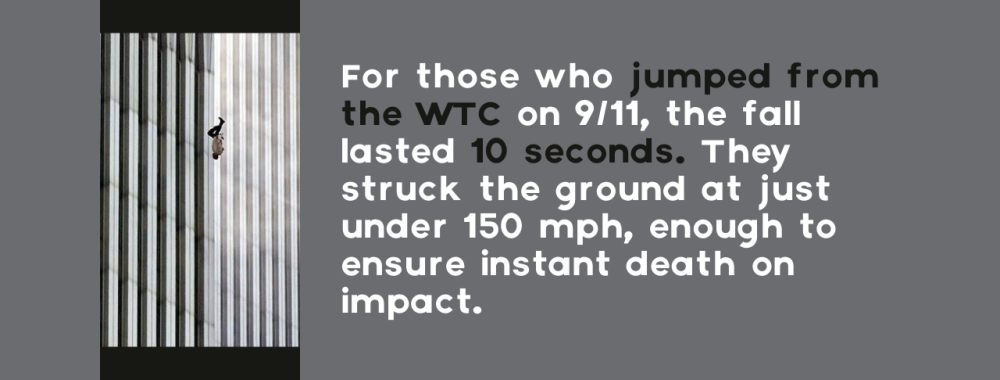 For those who jumped from
the WTC on 9/11, the fall
lasted 10 seconds. They
struck the ground at just
under 150 mph, enough to
ensure instant death on
impact.